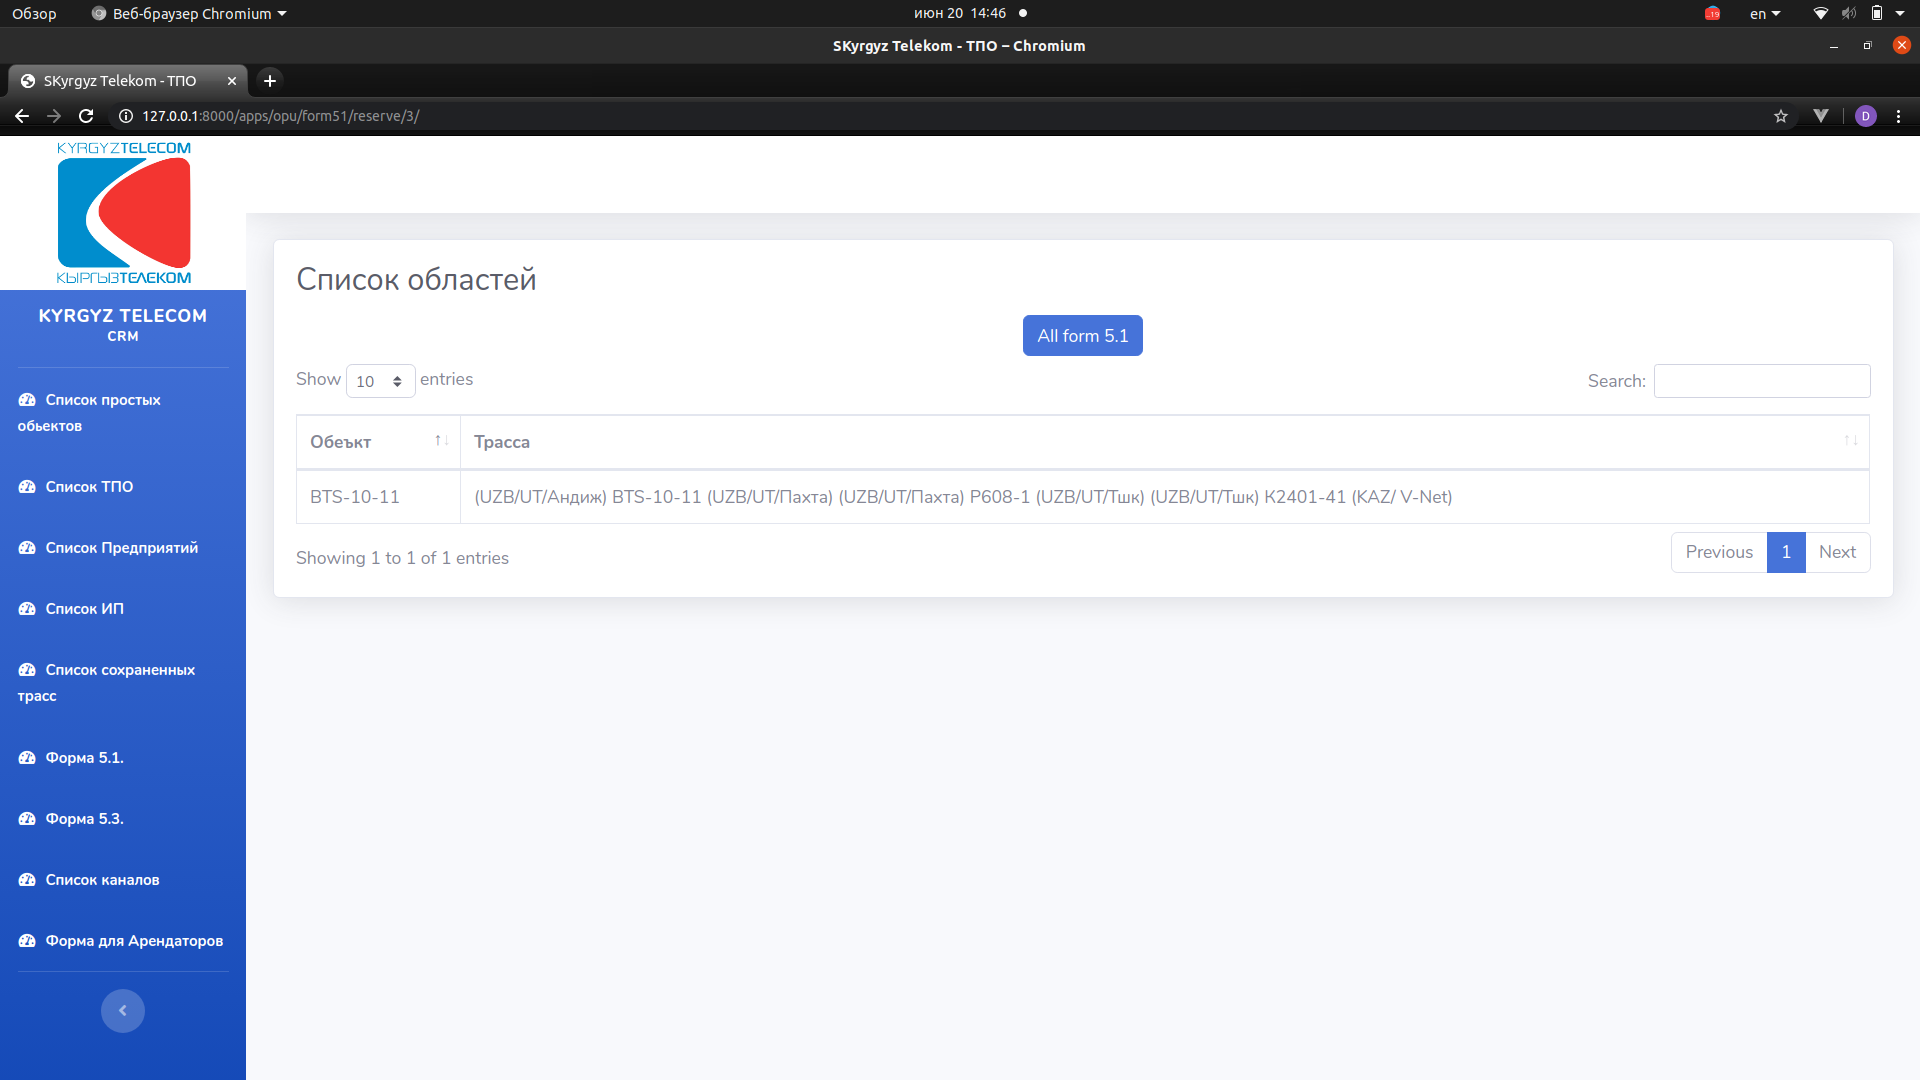 Обзор
Веб-браузер Chromium
июн 20 14:46
en
SKyrgyz Telekom - ТПО – Chromium
SKyrgyz Telekom - ТПО
127.0.0.1:8000/apps/opu/form51/reserve/3/
D
KYRGYZTELECOM
КЫРГЫЗТЕЛЕКОМ
KYRGYZ TELECOM
CRM
Список простых
обьектов
Список ТПО
Список Предприятий
Список ИП
Список сохраненных
трасс
Форма 5.1.
Форма 5.3.
Список каналов
Форма для Арендаторов
Список областей
All form 5.1
Show 10 entries
Search:
Обеъкт
Трасса
BTS-10-11
(UZB/UT/Андиж) BTS-10-11 (UZB/UT/Пахта) (UZB/UT/Пахта) P608-1 (UZB/UT/Тшк) (UZB/UT/Тшк) K2401-41 (KAZ/ V-Net)
Showing 1 to 1 of 1 entries
Previous 1 Next